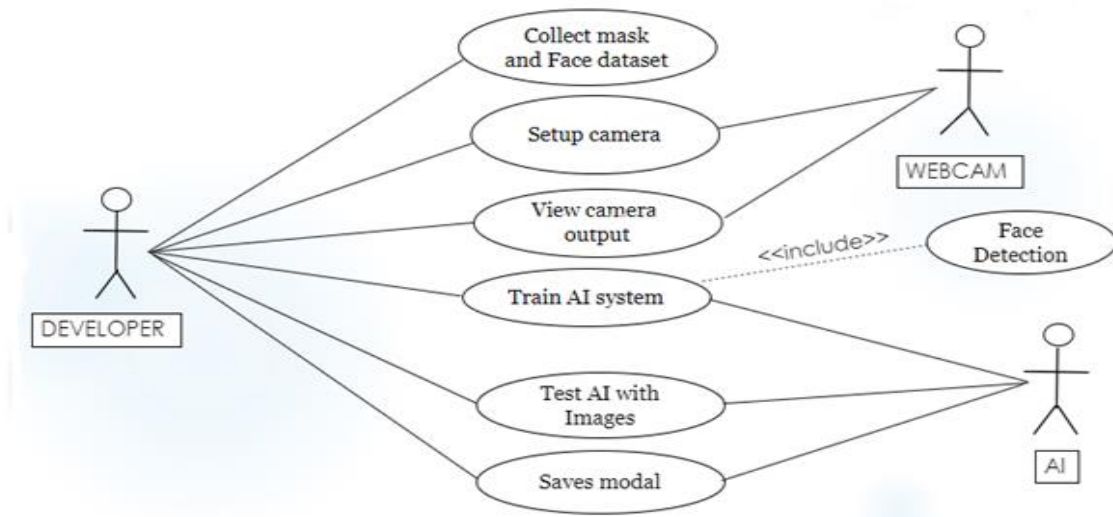 Collect mask
and Face dataset
Setup camera
WEBCAM
View camera
output
<<include>>
Face
Detection
Train AI system
DEVELOPER
Test AI with
Images
AI
Saves modal